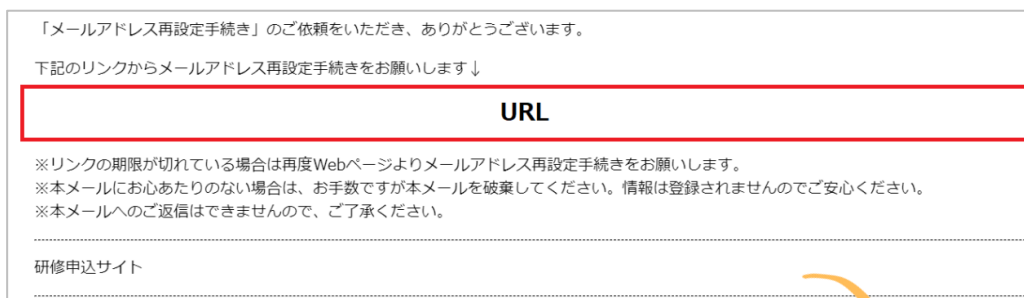 「メールアドレス再設定手続き」のご依頼をいただき、ありがとうございます。
下記のリンクからメールアドレス再設定手続きをお願いします↓
URL
※リンクの期限が切れている場合は再度Webページよりメールアドレス再設定手続きをお願いします。
※本メールにお心あたりのない場合は、お手数ですが本メールを破棄してください。情報は登録されませんのでご安心ください。
※本メールへのご返信はできませんので、ご了承ください。
研修申込サイト